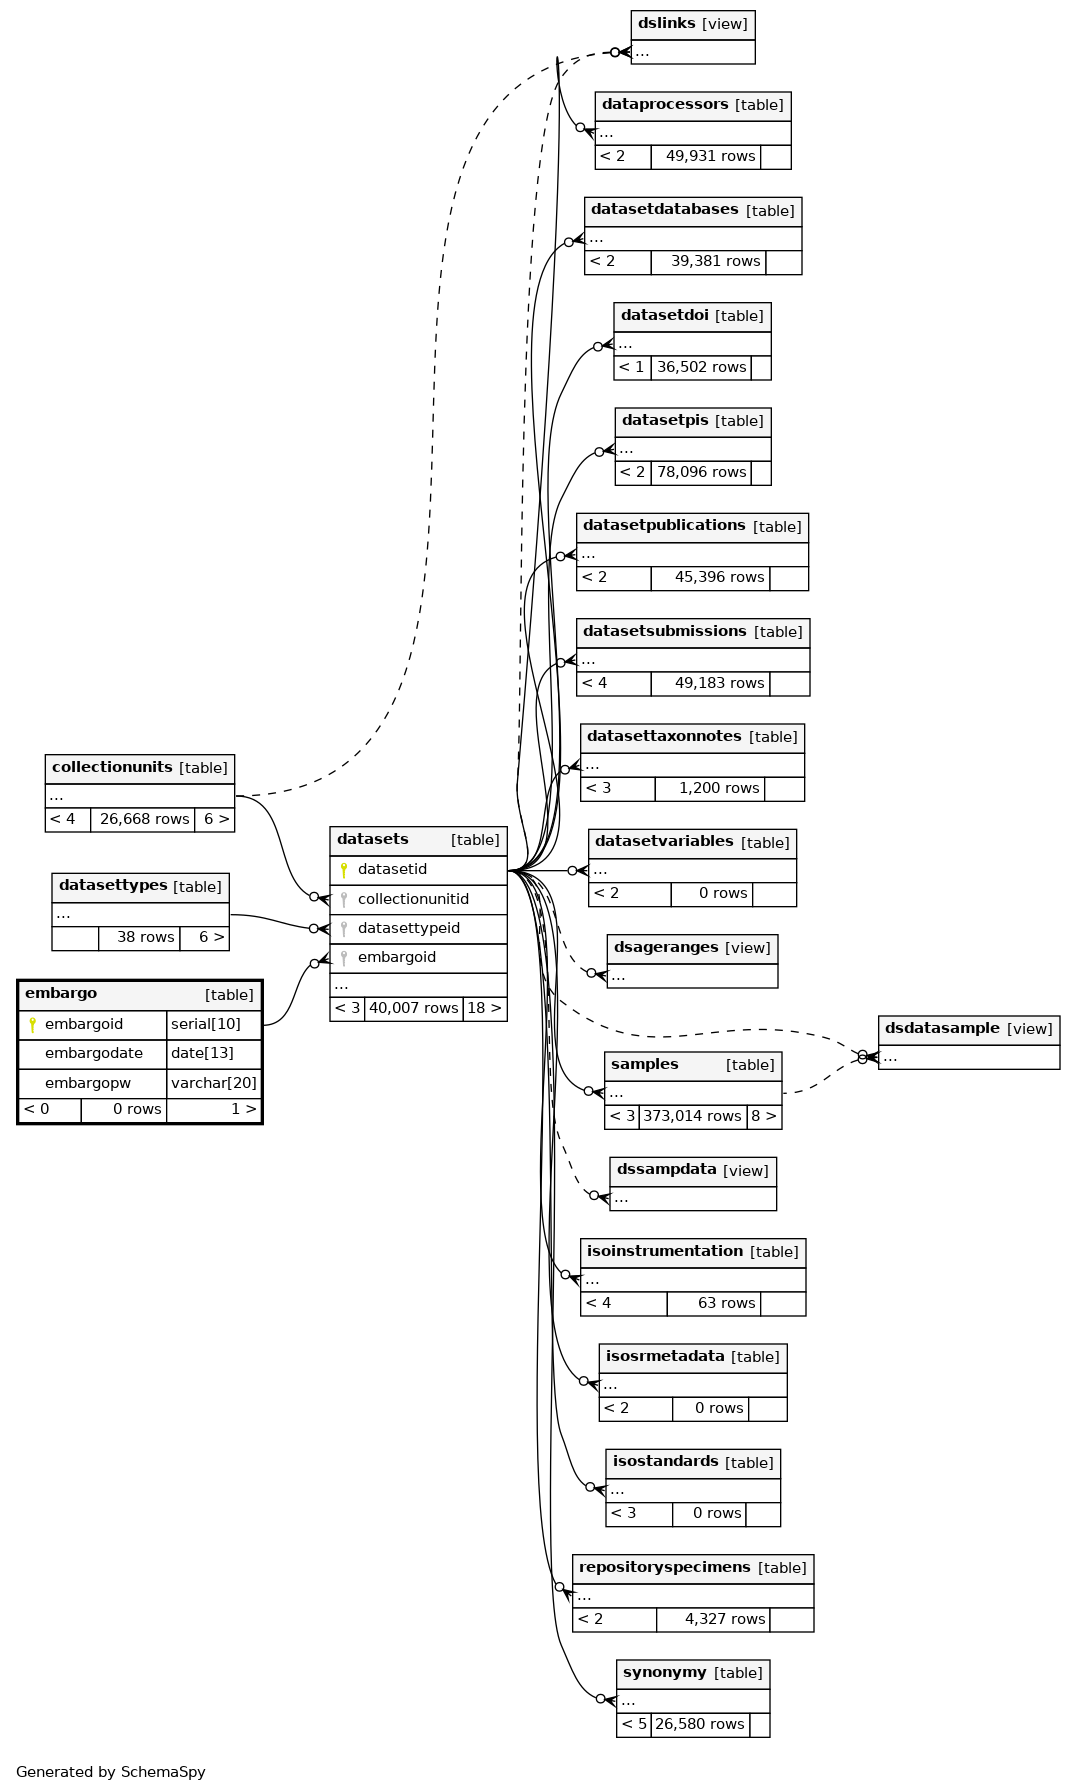 dslinks [view]
...
dataprocessors [table]
...
< 2 49,931 rows
datasetdatabases [table]
...
< 2 39,381 rows
datasetdoi [table]
...
< 1 36,502 rows
datasetpis [table]
...
< 2 78,096 rows
datasetpublications [table]
...
< 2 45,396 rows
datasetsubmissions [table]
...
< 4 49,183 rows
datasettaxonnotes [table]
...
< 3 1,200 rows
collectionunits [table]
...
< 4 26,668 rows 6 >
datasettypes [table]
...
38 rows 6 >
embargo [table]
embargoid serial[10]
embargodate date[13]
embargopw varchar[20]
< 0 0 rows 1 >
datasets [table]
datasetid
collectionunitid
datasettypeid
embargoid
...
< 3 40,007 rows 18 >
datasetvariables [table]
...
< 2 0 rows
dsageranges [view]
...
dsdatasample [view]
...
samples [table]
...
< 3 373,014 rows 8 >
dssampdata [view]
...
isoinstrumentation [table]
...
< 4 63 rows
isosrmetadata [table]
...
< 2 0 rows
isostandards [table]
...
< 3 0 rows
repositoryspecimens [table]
...
< 2 4,327 rows
synonymy [table]
...
< 5 26,580 rows
Generated by SchemaSpy